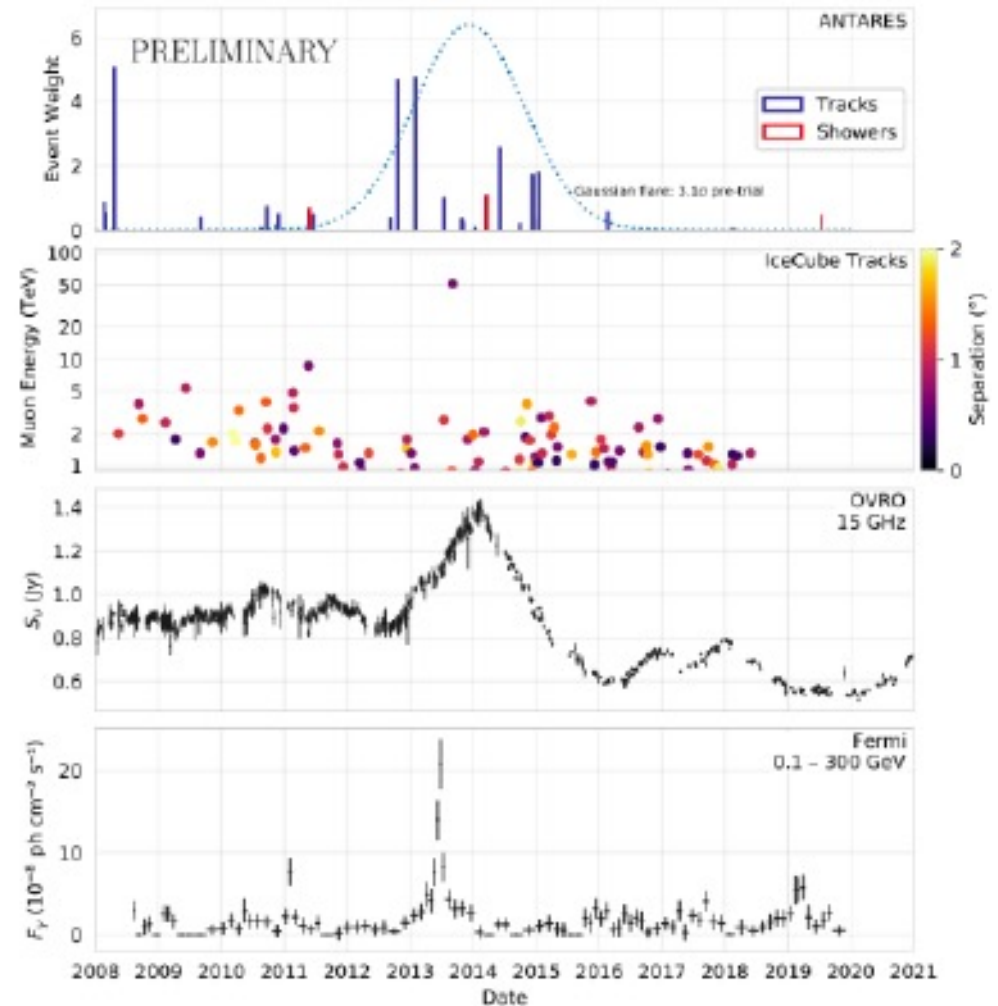 ANTARES
PRELIMINARY
Event Weight
6
4
2
0
Tracks
Showers
Gaussian flare: 3.1σ pre-trial
IceCube Tracks
Muon Energy (TeV)
100
50
20
10
5
2
1
2
1
0
Separation (°)
OVRO
15 GHz
Sν (Jy)
1.4
1.2
1.0
0.8
0.6
Fermi
0.1 – 300 GeV
Fγ (10⁻⁸ ph cm⁻² s⁻¹)
20
10
0
2008 2009 2010 2011 2012 2013 2014 2015 2016 2017 2018 2019 2020 2021
Date